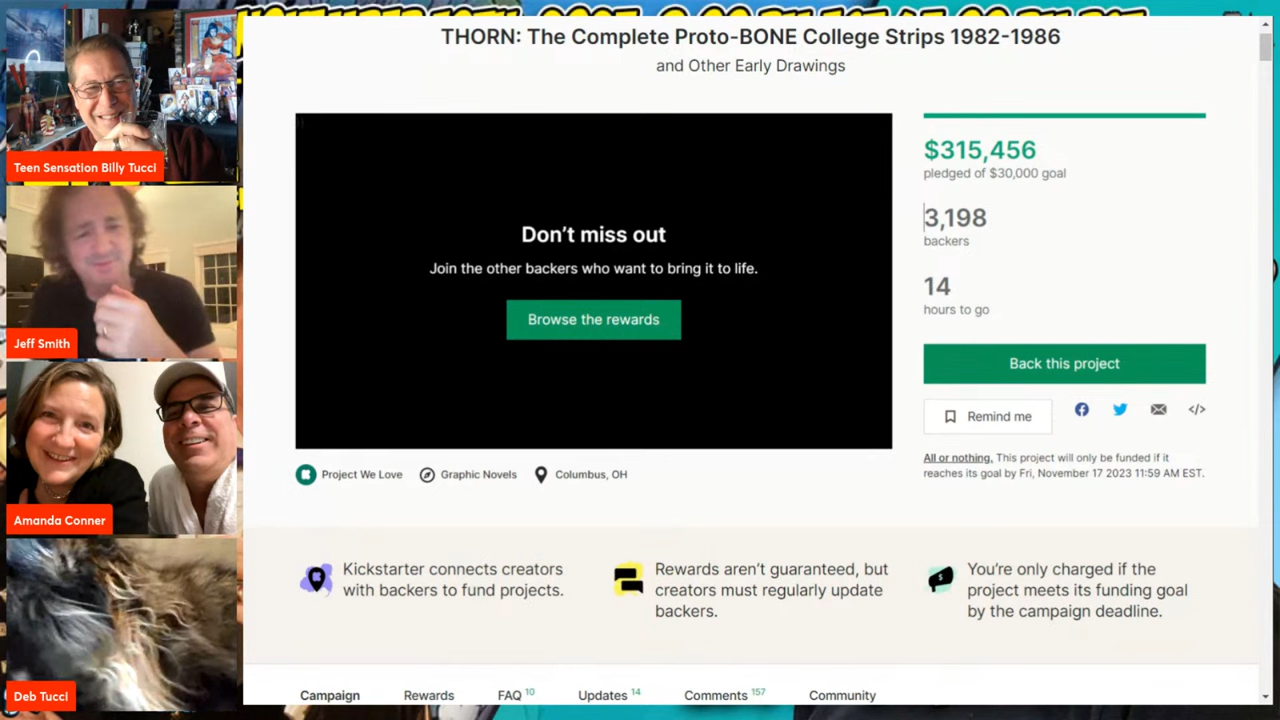 THORN: The Complete Proto-BONE College Strips 1982-1986
and Other Early Drawings
$315,456
pledged of $30,000 goal
3,198
backers
14
hours to go
Don't miss out
Join the other backers who want to bring it to life.
Browse the rewards
Back this project
Remind me
All or nothing. This project will only be funded if it
reaches its goal by Fri, November 17 2023 11:59 AM EST.
Project We Love
Graphic Novels
Columbus, OH
Kickstarter connects creators
with backers to fund projects.
Rewards aren't guaranteed, but
creators must regularly update
backers.
You're only charged if the
project meets its funding goal
by the campaign deadline.
Campaign
Rewards
FAQ 10
Updates 14
Comments 157
Community
Teen Sensation Billy Tucci
Jeff Smith
Amanda Conner
Deb Tucci